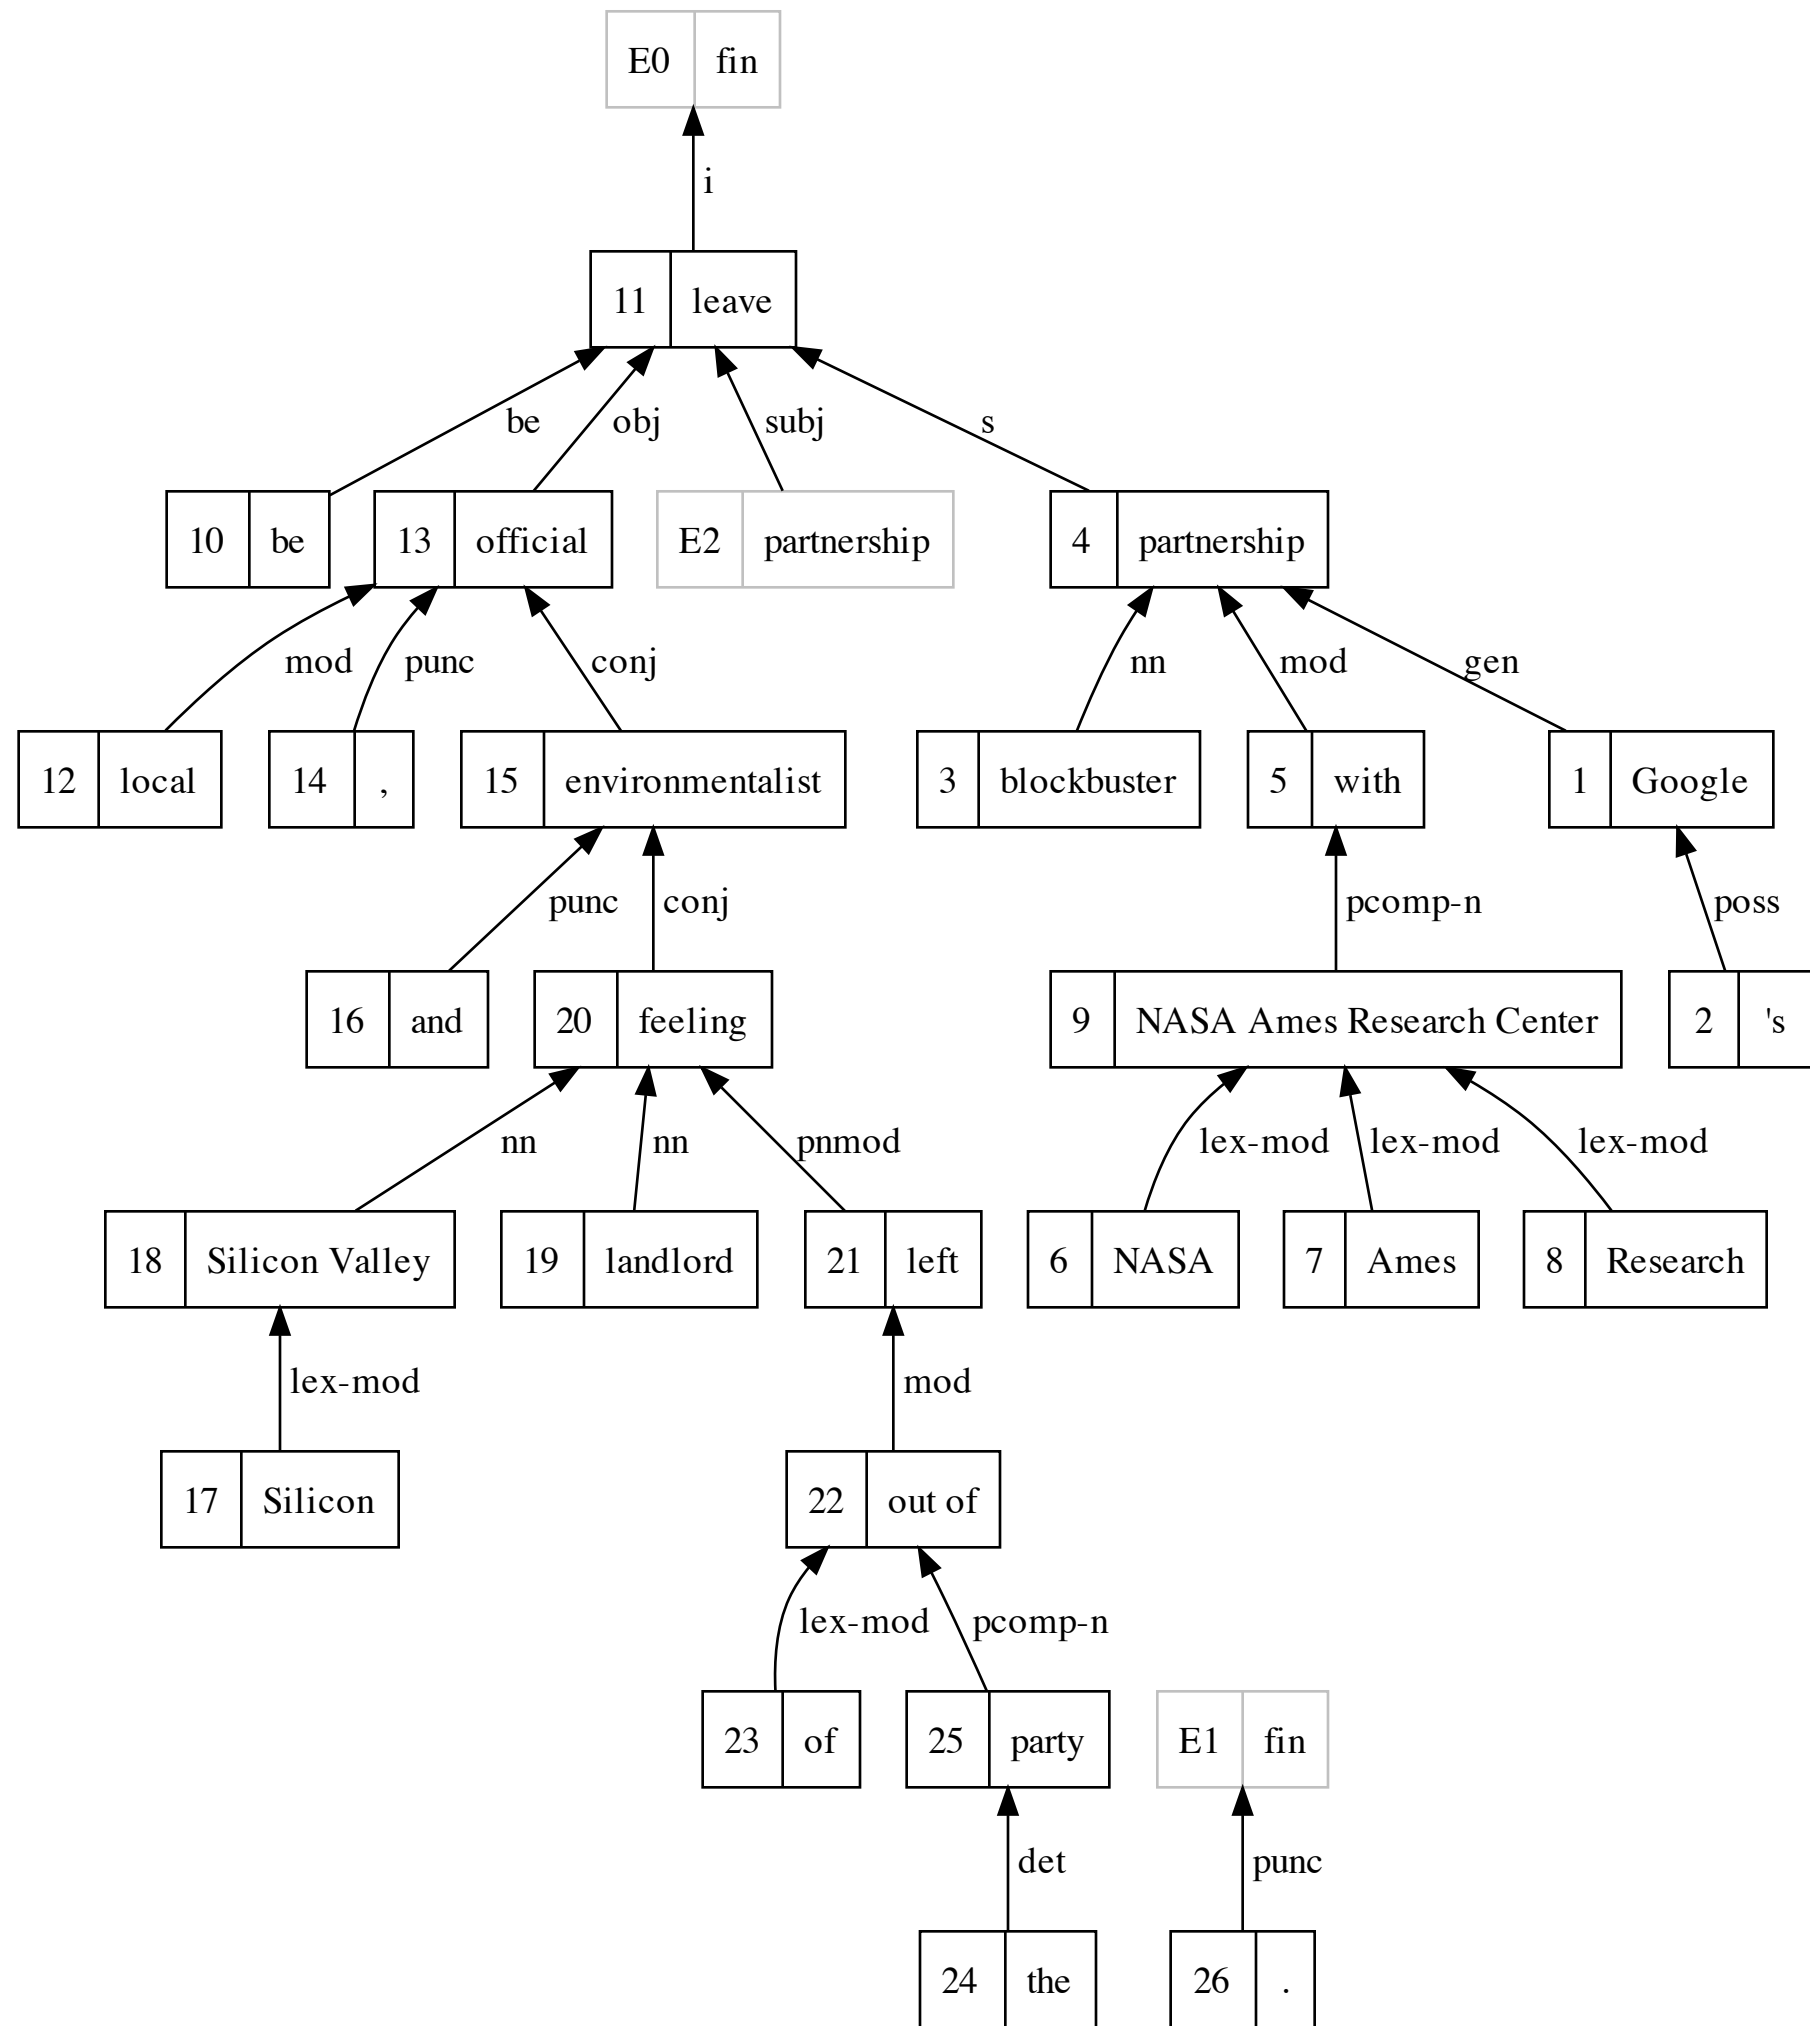 E0 fin
i
11 leave
be obj subj s
10 be 13 official E2 partnership 4 partnership
mod punc conj nn mod gen
12 local 14 , 15 environmentalist 3 blockbuster 5 with 1 Google
punc conj pcomp-n poss
16 and 20 feeling 9 NASA Ames Research Center 2 's
nn nn pnmod lex-mod lex-mod lex-mod
18 Silicon Valley 19 landlord 21 left 6 NASA 7 Ames 8 Research
lex-mod mod
17 Silicon 22 out of
lex-mod pcomp-n
23 of 25 party E1 fin
det punc
24 the 26 .